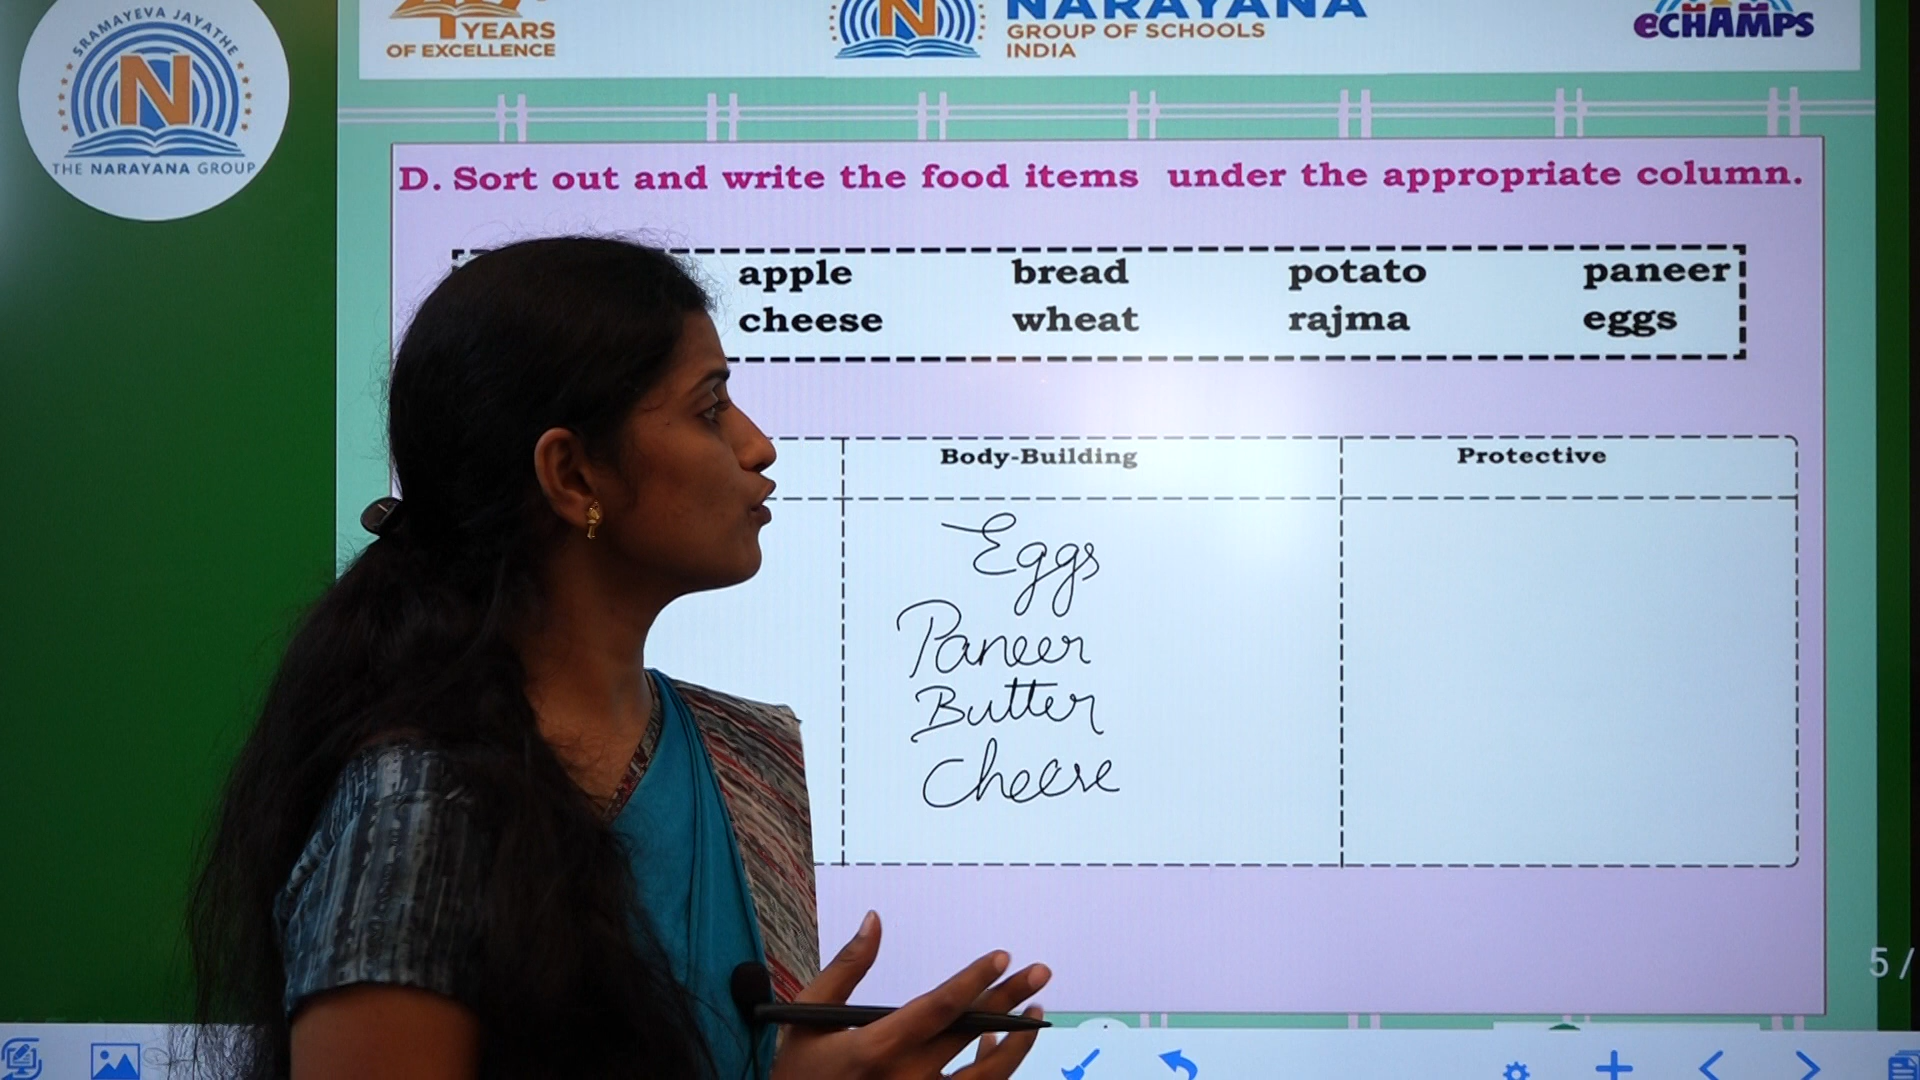 SRAMAYEVA JAYATHE
N
THE NARAYANA GROUP
YEARS
OF EXCELLENCE
N
NARAYANA
GROUP OF SCHOOLS
INDIA
eCHAMPS
D. Sort out and write the food items under the appropriate column.
apple bread potato paneer
cheese wheat rajma eggs
Body-Building Protective
Eggs
Paneer
Butter
Cheese
5 /